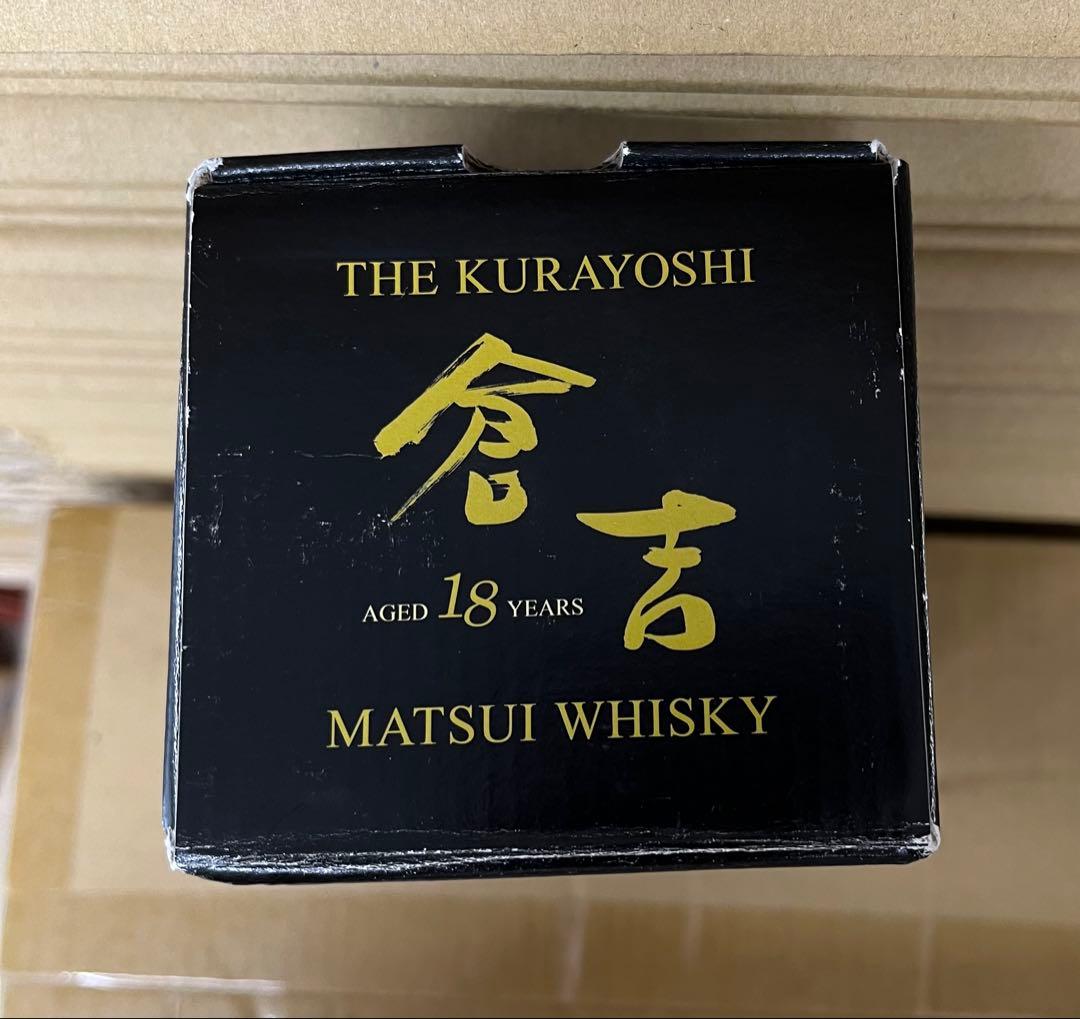 THE KURAYOSHI
倉吉
AGED 18 YEARS
MATSUI WHISKY